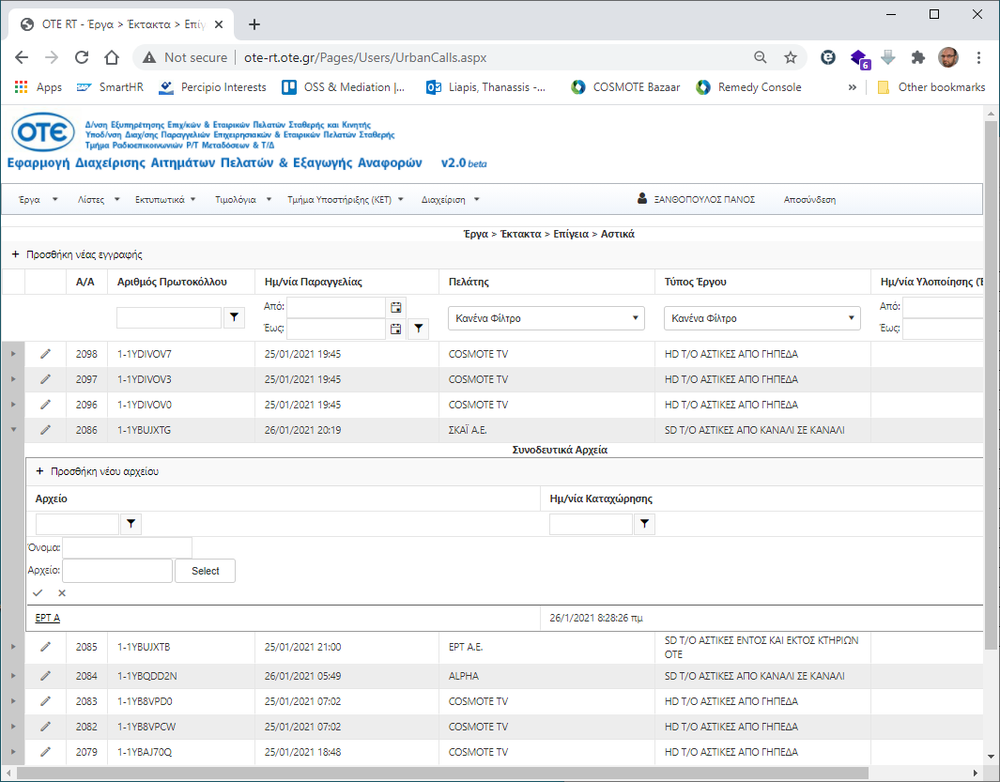 OTE RT - Έργα > Έκτακτα > Επίγ
Not secure | ote-rt.ote.gr/Pages/Users/UrbanCalls.aspx
6
Apps SmartHR Percipio Interests OSS & Mediation |... Liapis, Thanassis -... COSMOTE Bazaar Remedy Console » Other bookmarks
OTE
Δ/νση Εξυπηρέτησης Επιχ/κών & Εταιρικών Πελατών Σταθερής και Κινητής
Υποδ/νση Διαχ/σης Παραγγελιών Επιχειρησιακών & Εταιρικών Πελατών Σταθερής
Τμήμα Ραδιοεπικοινωνιών Ρ/Τ Μεταδόσεων & Τ/Δ
Εφαρμογή Διαχείρισης Αιτημάτων Πελατών & Εξαγωγής Αναφορών v2.0 beta
Έργα Λίστες Εκτυπωτικά Τιμολόγια Τμήμα Υποστήριξης (ΚΕΤ) Διαχείριση ΞΑΝΘΟΠΟΥΛΟΣ ΠΑΝΟΣ Αποσύνδεση
Έργα > Έκτακτα > Επίγεια > Αστικά
+ Προσθήκη νέας εγγραφής
Α/Α Αριθμός Πρωτοκόλλου Ημ/νία Παραγγελίας Πελάτης Τύπος Έργου Ημ/νία Υλοποίησης (Έ
Από: Από:
Κανένα Φίλτρο Κανένα Φίλτρο
Έως: Έως:
2098 1-1YDIVOV7 25/01/2021 19:45 COSMOTE TV HD Τ/Ο ΑΣΤΙΚΕΣ ΑΠΟ ΓΗΠΕΔΑ
2097 1-1YDIVOV3 25/01/2021 19:45 COSMOTE TV HD Τ/Ο ΑΣΤΙΚΕΣ ΑΠΟ ΓΗΠΕΔΑ
2096 1-1YDIVOV0 25/01/2021 19:45 COSMOTE TV HD Τ/Ο ΑΣΤΙΚΕΣ ΑΠΟ ΓΗΠΕΔΑ
2086 1-1YBUJXTG 26/01/2021 20:19 ΣΚΑΪ Α.Ε. SD Τ/Ο ΑΣΤΙΚΕΣ ΑΠΟ ΚΑΝΑΛΙ ΣΕ ΚΑΝΑΛΙ
Συνοδευτικά Αρχεία
+ Προσθήκη νέου αρχείου
Αρχείο Ημ/νία Καταχώρησης
Όνομα:
Αρχείο: Select
ΕΡΤ Α 26/1/2021 8:28:26 πμ
2085 1-1YBUJXTB 25/01/2021 21:00 ΕΡΤ Α.Ε. SD Τ/Ο ΑΣΤΙΚΕΣ ΕΝΤΟΣ ΚΑΙ ΕΚΤΟΣ ΚΤΗΡΙΩΝ
ΟΤΕ
2084 1-1YBQDD2N 26/01/2021 05:49 ALPHA SD Τ/Ο ΑΣΤΙΚΕΣ ΑΠΟ ΚΑΝΑΛΙ ΣΕ ΚΑΝΑΛΙ
2083 1-1YB8VPD0 25/01/2021 07:02 COSMOTE TV HD Τ/Ο ΑΣΤΙΚΕΣ ΑΠΟ ΓΗΠΕΔΑ
2082 1-1YB8VPCW 25/01/2021 07:02 COSMOTE TV HD Τ/Ο ΑΣΤΙΚΕΣ ΑΠΟ ΓΗΠΕΔΑ
2079 1-1YBAJ70Q 25/01/2021 18:48 COSMOTE TV HD Τ/Ο ΑΣΤΙΚΕΣ ΑΠΟ ΓΗΠΕΔΑ